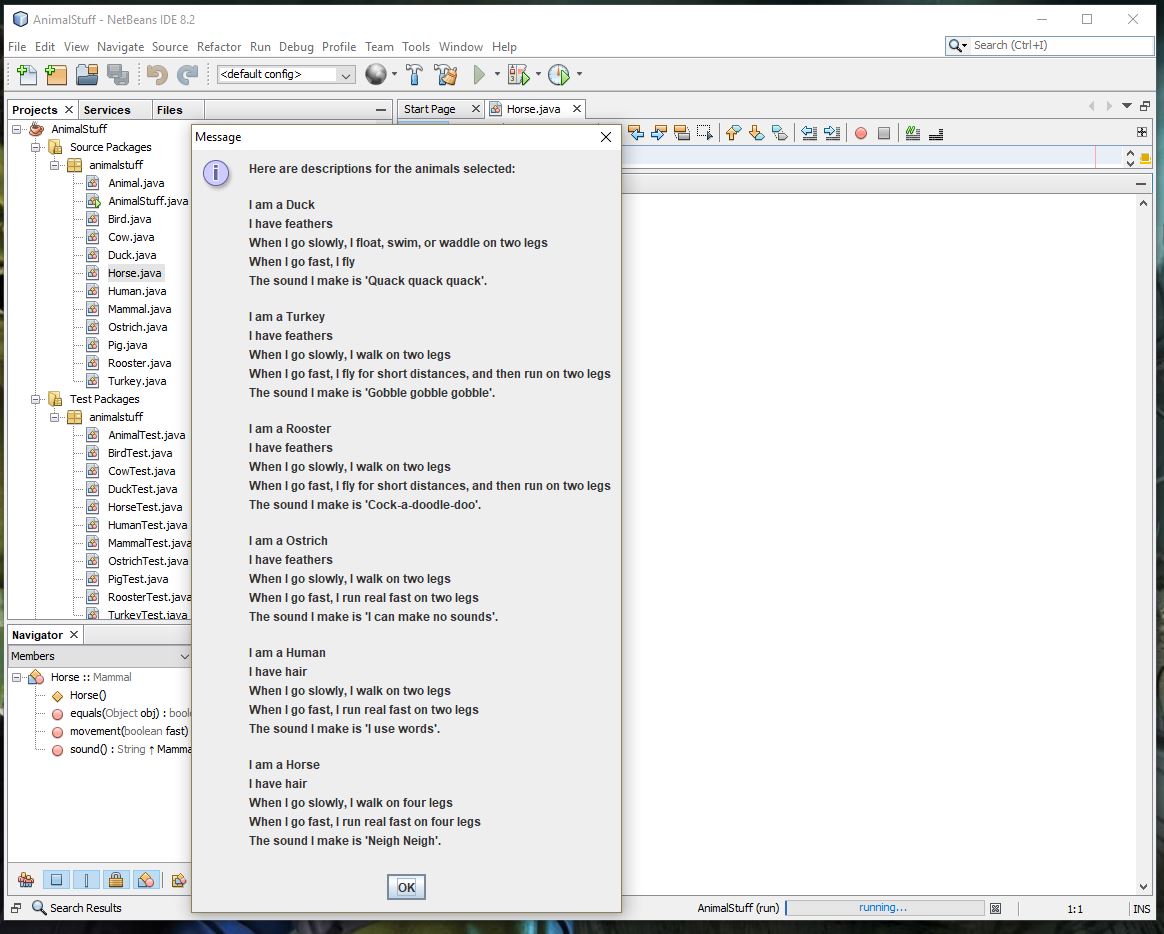 AnimalStuff - NetBeans IDE 8.2
File Edit View Navigate Source Refactor Run Debug Profile Team Tools Window Help
Search (Ctrl+I)
<default config>
Projects Services Files
Start Page Horse.java
AnimalStuff
Source Packages
animalstuff
Animal.java
AnimalStuff.java
Bird.java
Cow.java
Duck.java
Horse.java
Human.java
Mammal.java
Ostrich.java
Pig.java
Rooster.java
Turkey.java
Test Packages
animalstuff
AnimalTest.java
BirdTest.java
CowTest.java
DuckTest.java
HorseTest.java
HumanTest.java
MammalTest.java
OstrichTest.java
PigTest.java
RoosterTest.java
TurkeyTest.java
Navigator
Members
Horse :: Mammal
Horse()
equals(Object obj) : bool
movement(boolean fast)
sound() : String ↑ Mamma
Message
i
Here are descriptions for the animals selected:
I am a Duck
I have feathers
When I go slowly, I float, swim, or waddle on two legs
When I go fast, I fly
The sound I make is 'Quack quack quack'.
I am a Turkey
I have feathers
When I go slowly, I walk on two legs
When I go fast, I fly for short distances, and then run on two legs
The sound I make is 'Gobble gobble gobble'.
I am a Rooster
I have feathers
When I go slowly, I walk on two legs
When I go fast, I fly for short distances, and then run on two legs
The sound I make is 'Cock-a-doodle-doo'.
I am a Ostrich
I have feathers
When I go slowly, I walk on two legs
When I go fast, I run real fast on two legs
The sound I make is 'I can make no sounds'.
I am a Human
I have hair
When I go slowly, I walk on two legs
When I go fast, I run real fast on two legs
The sound I make is 'I use words'.
I am a Horse
I have hair
When I go slowly, I walk on four legs
When I go fast, I run real fast on four legs
The sound I make is 'Neigh Neigh'.
OK
Search Results
AnimalStuff (run) running... 1:1 INS